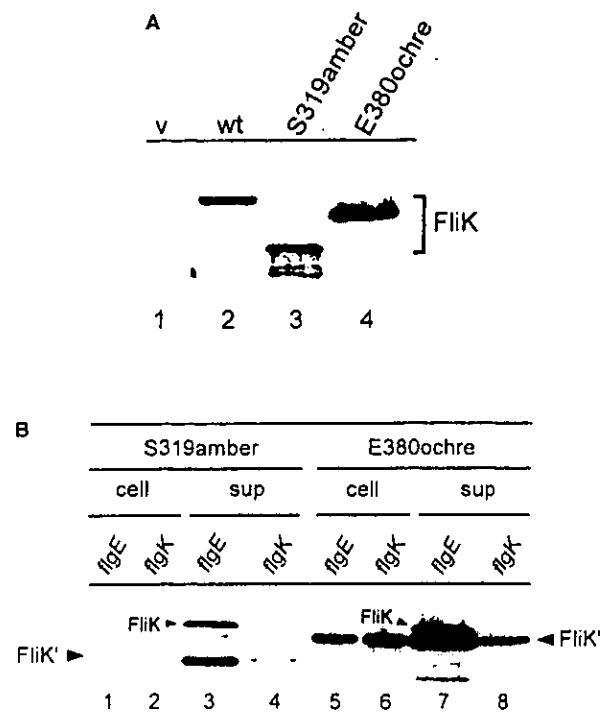 A
v wt S319amber E380ochre
FliK
1 2 3 4
B
S319amber E380ochre
cell sup cell sup
flgE flgK flgE flgK flgE flgK flgE flgK
FliK FliK
FliK' FliK'
1 2 3 4 5 6 7 8